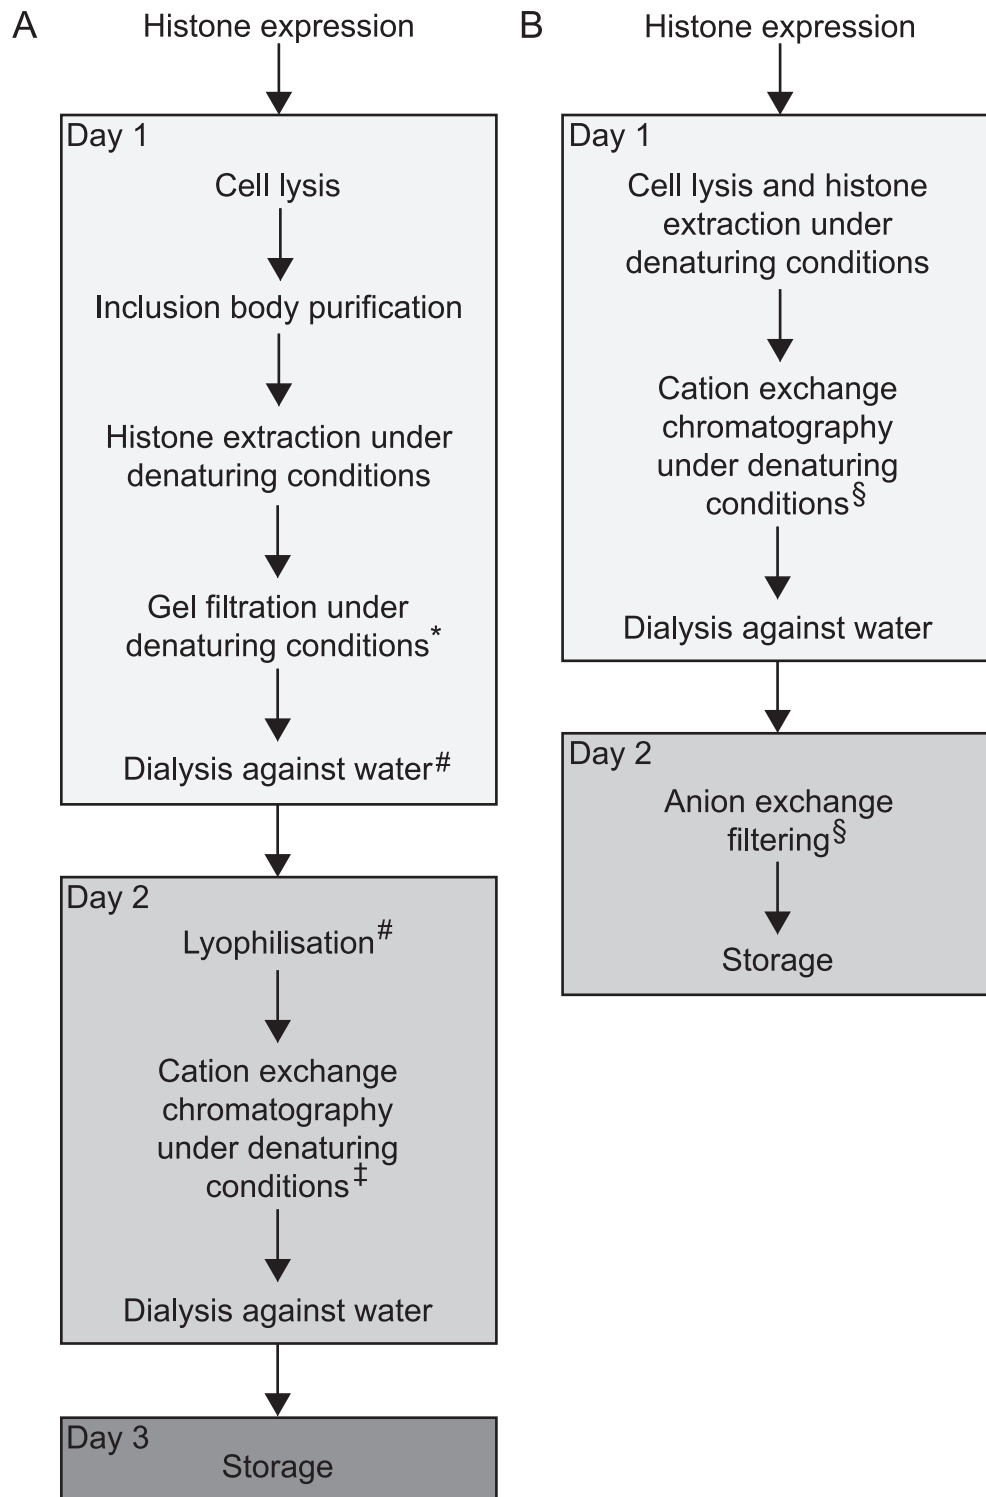 A
Histone expression
Day 1
Cell lysis
Inclusion body purification
Histone extraction under
denaturing conditions
Gel filtration under
denaturing conditions*
Dialysis against water#
Day 2
Lyophilisation#
Cation exchange
chromatography
under denaturing
conditions‡
Dialysis against water
Day 3
Storage
B
Histone expression
Day 1
Cell lysis and histone
extraction under
denaturing conditions
Cation exchange
chromatography
under denaturing
conditions§
Dialysis against water
Day 2
Anion exchange
filtering§
Storage